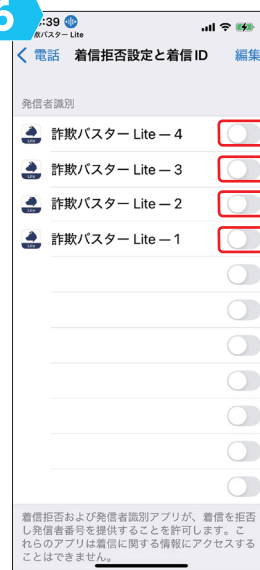 6
:39
欺バスター Lite
電話 着信拒否設定と着信ID 編集
発信者識別
詐欺バスター Lite — 4
詐欺バスター Lite — 3
詐欺バスター Lite — 2
詐欺バスター Lite — 1
着信拒否および発信者識別アプリが、着信を拒否
し発信者番号を提供することを許可します。こ
れらのアプリは着信に関する情報にアクセスする
ことはできません。